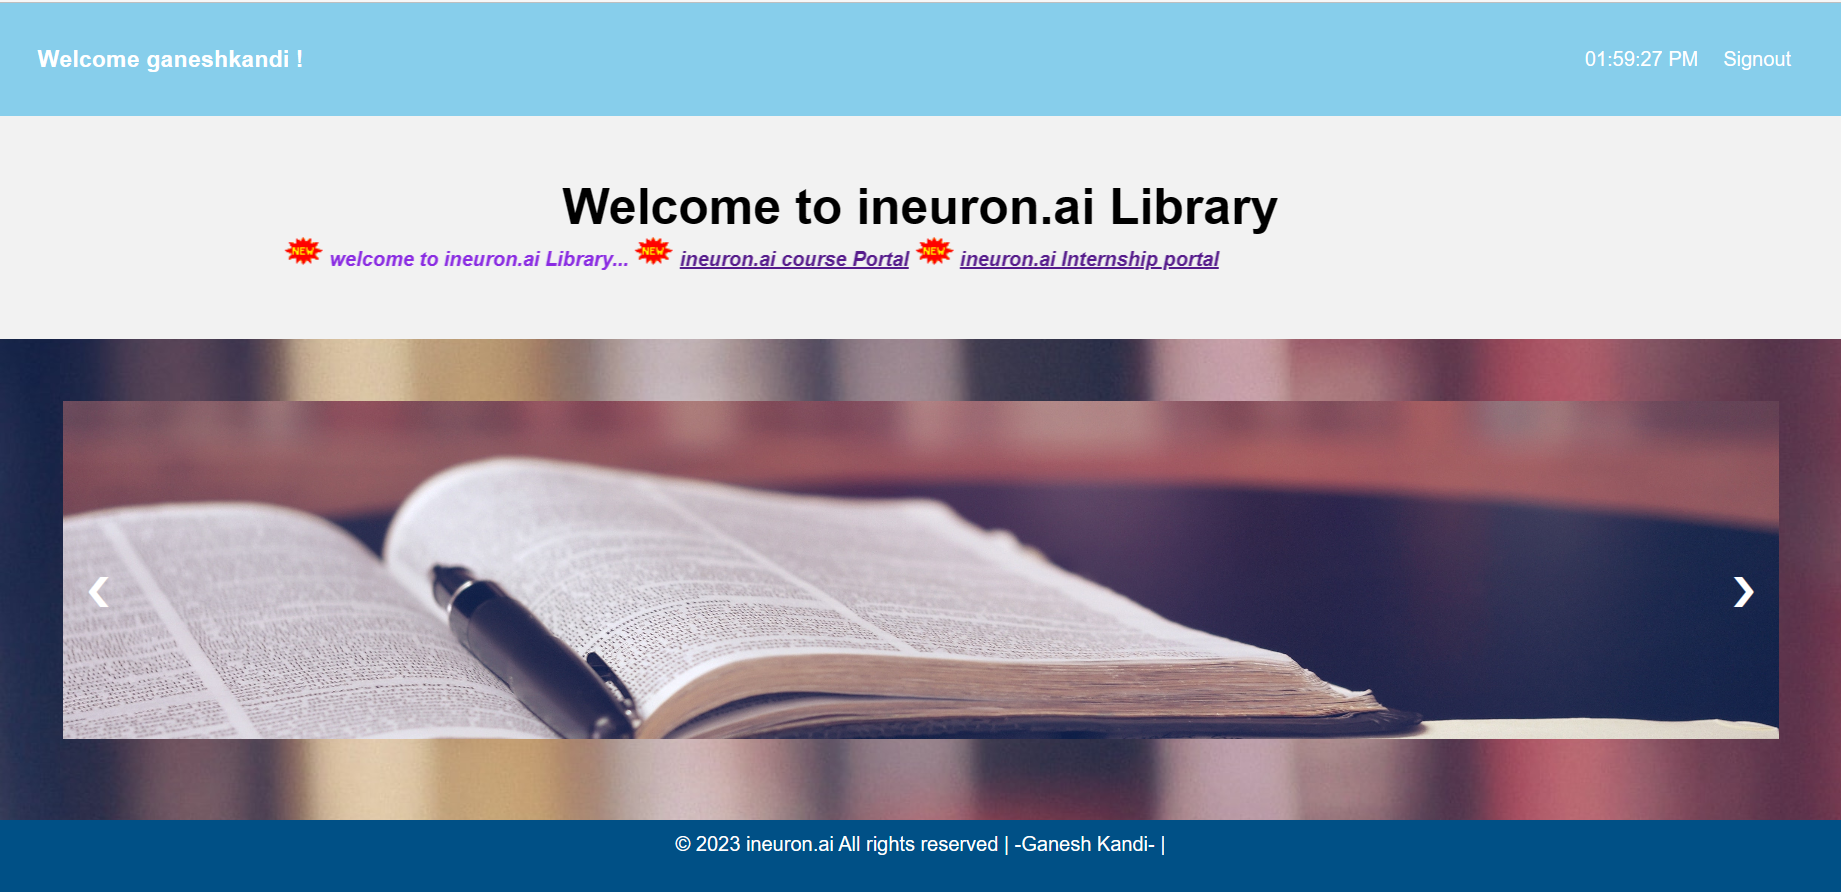 Welcome ganeshkandi !
01:59:27 PM Signout
Welcome to ineuron.ai Library
NEW welcome to ineuron.ai Library... NEW ineuron.ai course Portal NEW ineuron.ai Internship portal
❮ ❯
© 2023 ineuron.ai All rights reserved | -Ganesh Kandi- |